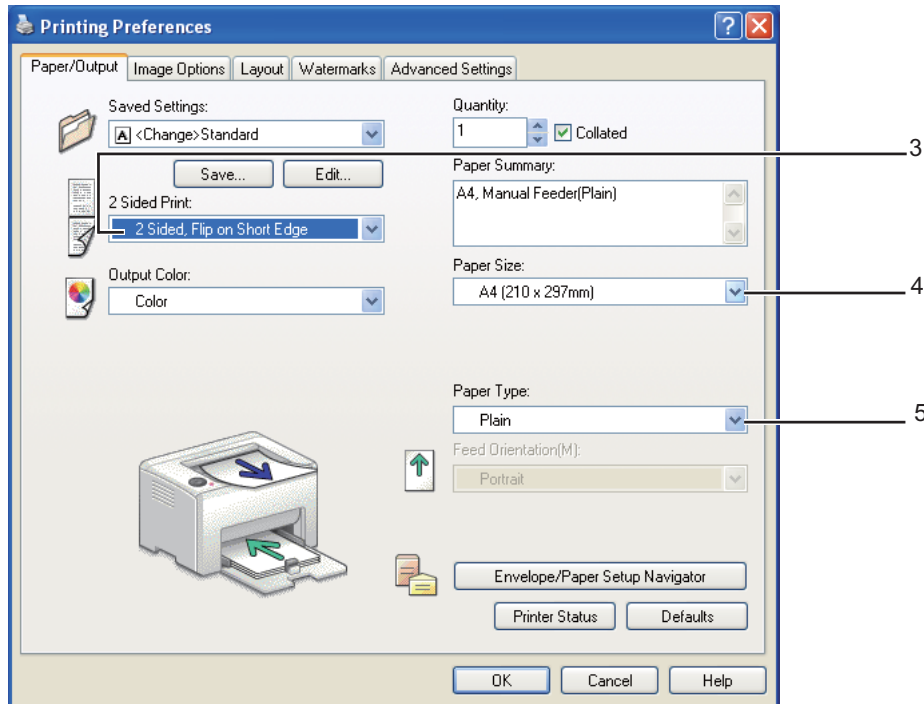 Printing Preferences
Paper/Output Image Options Layout Watermarks Advanced Settings
Saved Settings:
A <Change>Standard
Save... Edit...
2 Sided Print:
2 Sided, Flip on Short Edge
Output Color:
Color
Quantity:
1
Collated
Paper Summary:
A4, Manual Feeder(Plain)
Paper Size:
A4 (210 x 297mm)
Paper Type:
Plain
Feed Orientation(M):
Portrait
Envelope/Paper Setup Navigator
Printer Status Defaults
OK Cancel Help
3
4
5